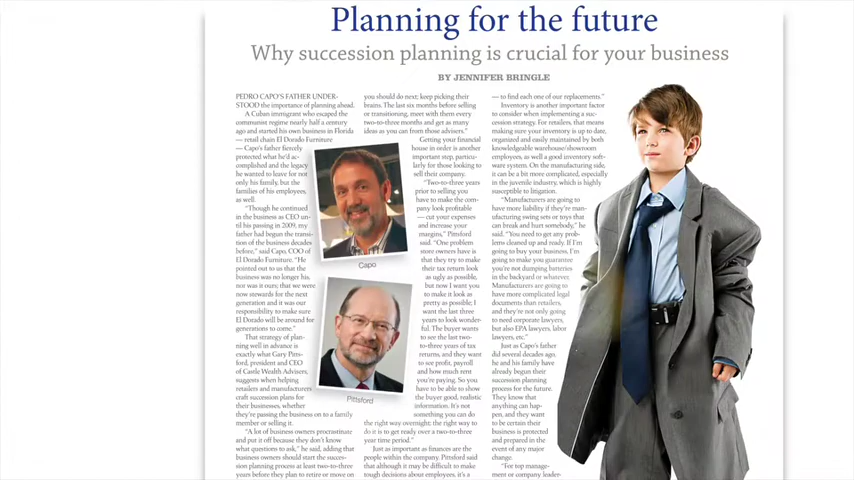 Planning for the future
Why succession planning is crucial for your business
BY JENNIFER BRINGLE
PEDRO CAPO'S FATHER UNDER-
STOOD the importance of planning ahead.
A Cuban immigrant who escaped the
communist regime nearly half a century
ago and started his own business in Florida
— retail chain El Dorado Furniture
— Capo's father fiercely
protected what he'd ac-
complished and the legacy
he wanted to leave for not
only his family, but the
families of his employees,
as well.
"Though he continued
in the business as CEO un-
til his passing in 2009, my
father had begun the transi-
tion of the business decades
before," said Capo, COO of
El Dorado Furniture. "He
pointed out to us that the
business was no longer his,
nor was it ours; that we were
now stewards for the next
generation and it was our
responsibility to make sure
El Dorado will be around for
generations to come."
That strategy of plan-
ning well in advance is
exactly what Gary Pitts-
ford, president and CEO
of Castle Wealth Advisers,
suggests when helping
retailers and manufacturers
craft succession plans for
their businesses, whether
they're passing the business on to a family
member or selling it.
"A lot of business owners procrastinate
and put it off because they don't know
what questions to ask," he said, adding that
business owners should start the succes-
sion planning process at least two-to-three
years before they plan to retire or move on
you should do next; keep picking their
brains. The last six months before selling
or transitioning, meet with them every
two-to-three months and get as many
ideas as you can from those advisers."
Getting your financial
house in order is another
important step, particu-
larly for those looking to
sell their company.
"Two-to-three years
prior to selling you
have to make the com-
pany look profitable
— cut your expenses
and increase your
margins," Pittsford
said. "One problem
store owners have is
that they try to make
their tax return look
as ugly as possible,
but now I want you
to make it look as
pretty as possible; I
want the last three
years to look wonder-
ful. The buyer wants
to see the last two-
to-three years of tax
returns, and they want
to see profit, payroll
and how much rent
you're paying. So you
have to be able to show
the buyer good, realistic
information. It's not
something you can do
the right way overnight; the right way to
do it is to get ready over a two-to-three
year time period."
Just as important as finances are the
people within the company. Pittsford said
that although it may be difficult to make
tough decisions about employees, it's a
Capo
Pittsford
— to find each one of our replacements."
Inventory is another important factor
to consider when implementing a suc-
cession strategy. For retailers, that means
making sure your inventory is up to date,
organized and easily maintained by both
knowledgeable warehouse/showroom
employees, as well a good inventory soft-
ware system. On the manufacturing side,
it can be a bit more complicated, especially
in the juvenile industry, which is highly
susceptible to litigation.
"Manufacturers are going to
have more liability if they're man-
ufacturing swing sets or toys that
can break and hurt somebody," he
said. "You need to get any prob-
lems cleaned up and ready. If I'm
going to buy your business, I'm
going to make you guarantee
you're not dumping batteries
in the backyard or whatever.
Manufacturers are going to
have more complicated legal
documents than retailers,
and they're not only going
to need corporate lawyers,
but also EPA lawyers, labor
lawyers, etc."
Just as Capo's father
did several decades ago,
he and his family have
already begun their
succession planning
process for the future.
They know that
anything can hap-
pen, and they want
to be certain their
business is protected
and prepared in the
event of any major
change.
"For top manage-
ment or company leader-